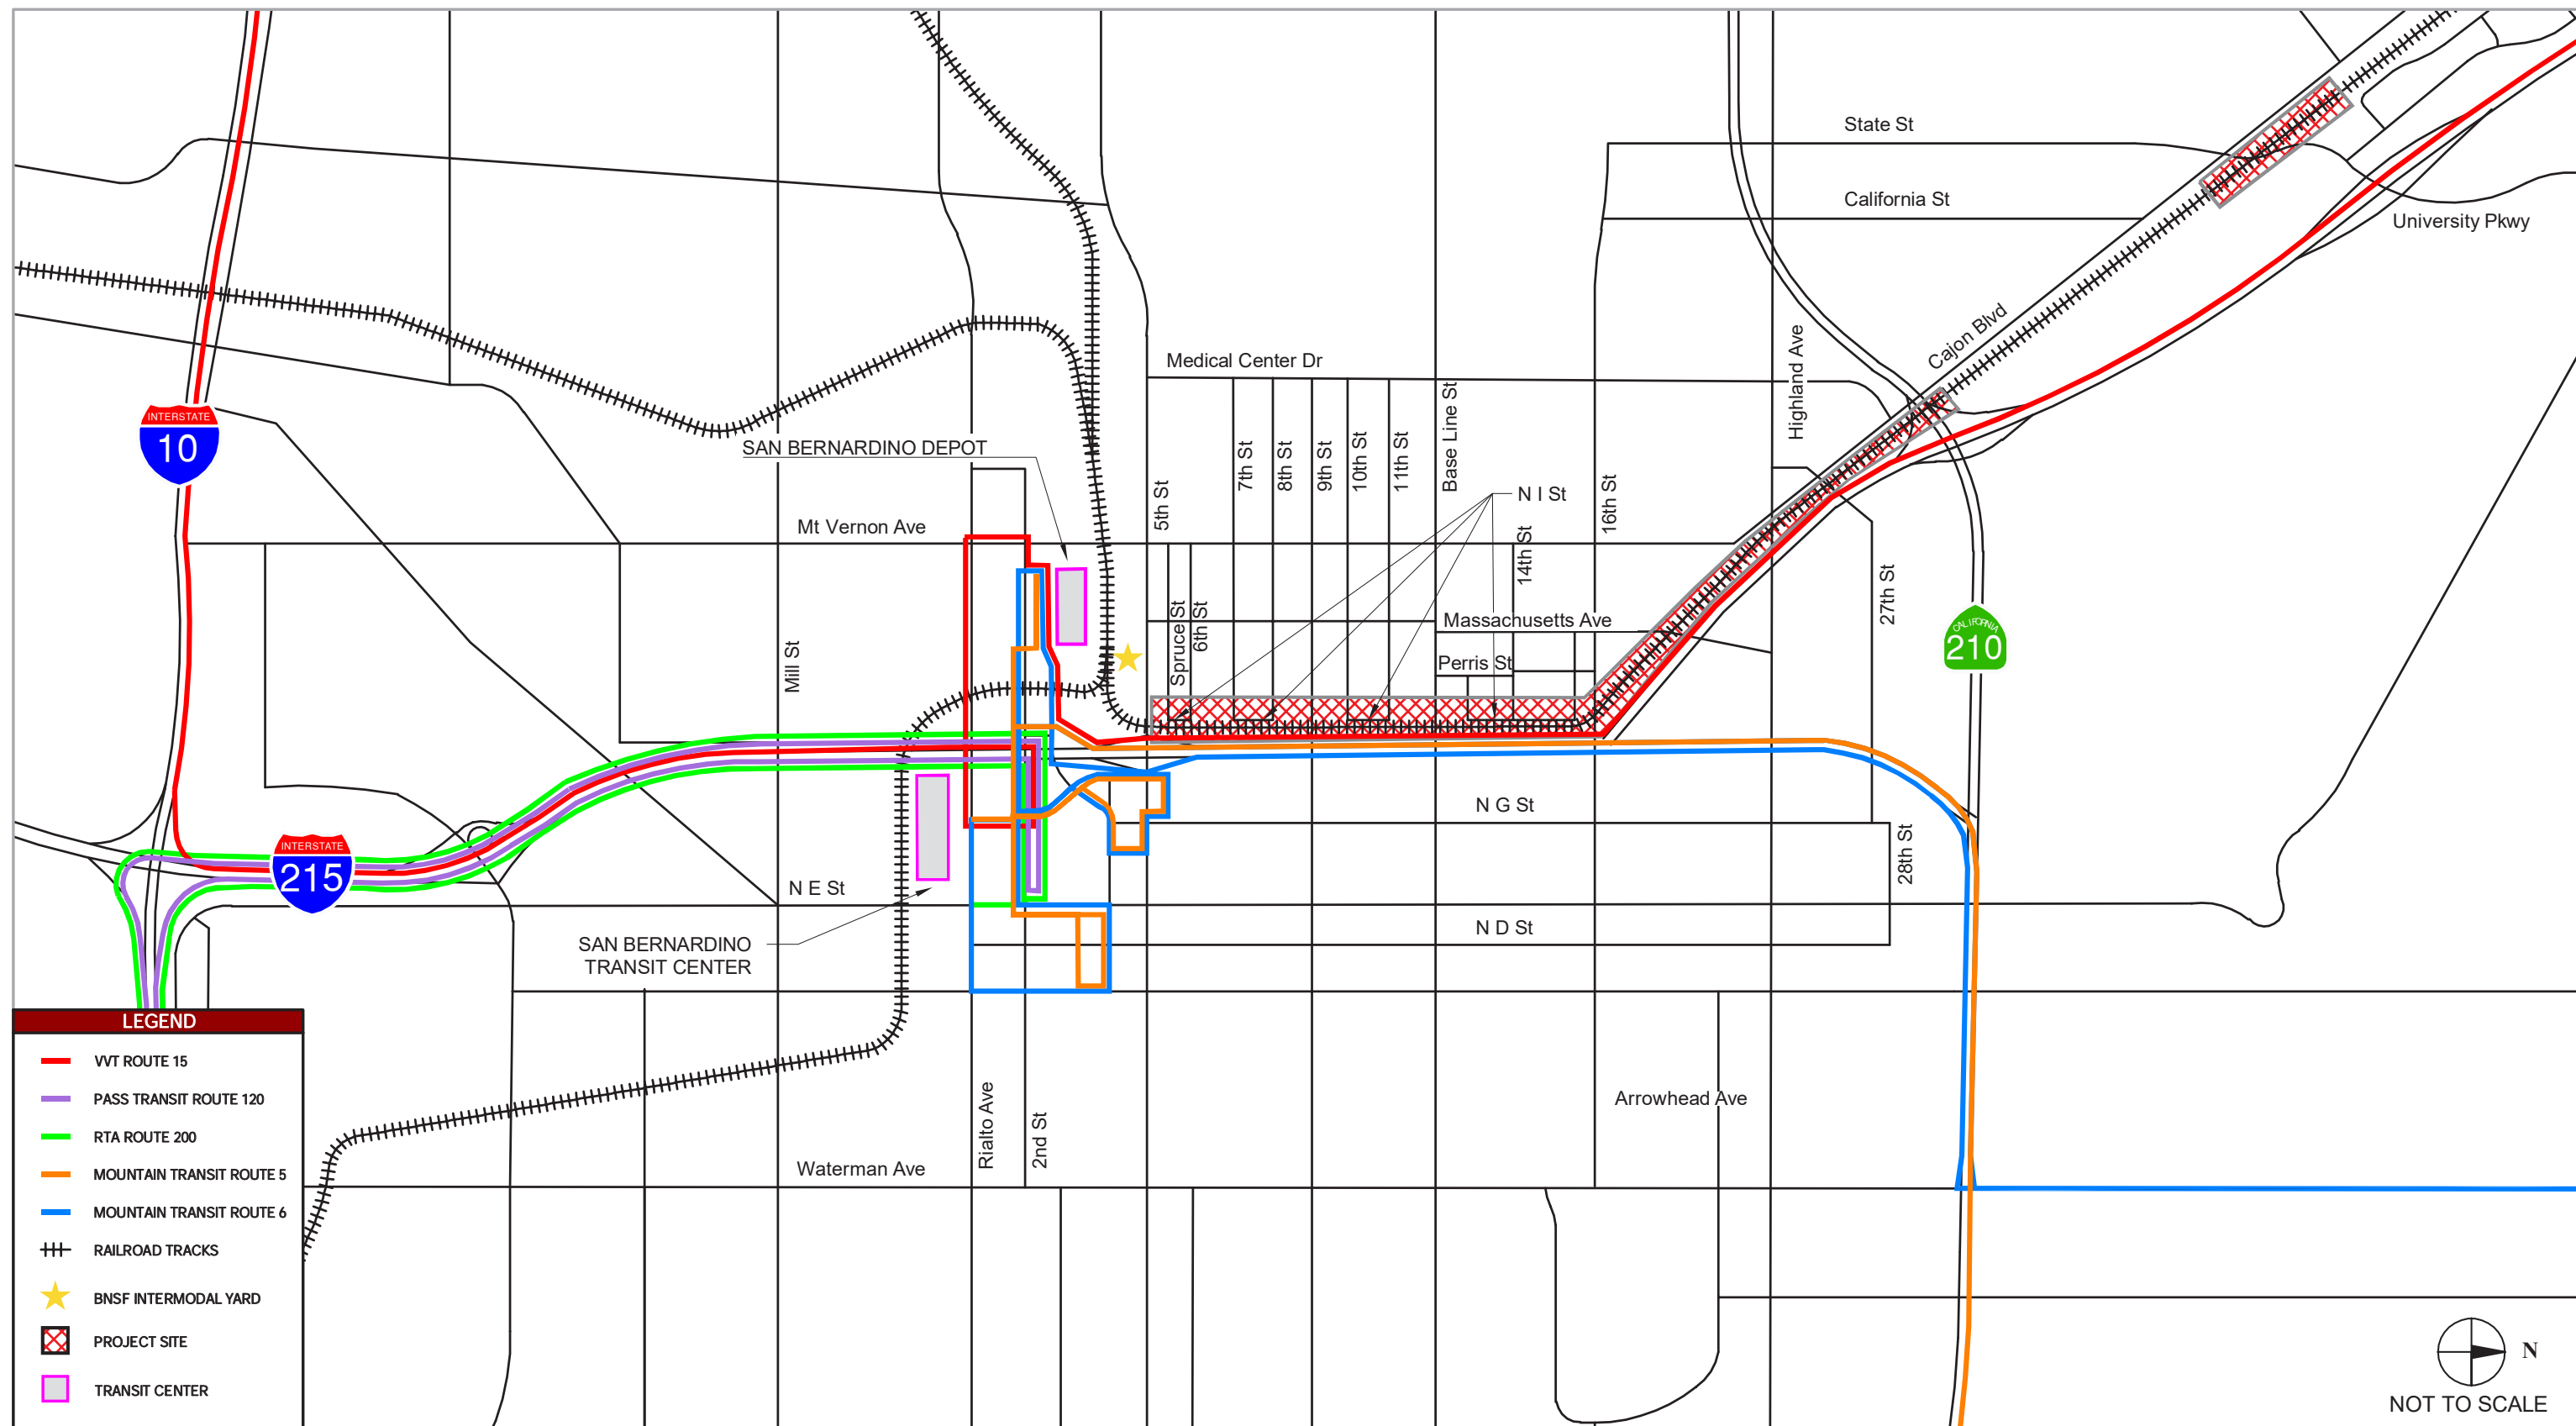 State St
California St
University Pkwy
Cajon Blvd
Highland Ave
Medical Center Dr
INTERSTATE
10
SAN BERNARDINO DEPOT
7th St
8th St
9th St
10th St
11th St
Base Line St
N I St
5th St
16th St
Mt Vernon Ave
14th St
27th St
Massachusetts Ave
CALIFORNIA
210
Spruce St
6th St
Mill St
Perris St
N G St
INTERSTATE
215
28th St
N E St
N D St
SAN BERNARDINO
TRANSIT CENTER
Arrowhead Ave
Rialto Ave
2nd St
Waterman Ave
LEGEND
VVT ROUTE 15
PASS TRANSIT ROUTE 120
RTA ROUTE 200
MOUNTAIN TRANSIT ROUTE 5
MOUNTAIN TRANSIT ROUTE 6
RAILROAD TRACKS
BNSF INTERMODAL YARD
PROJECT SITE
TRANSIT CENTER
N
NOT TO SCALE